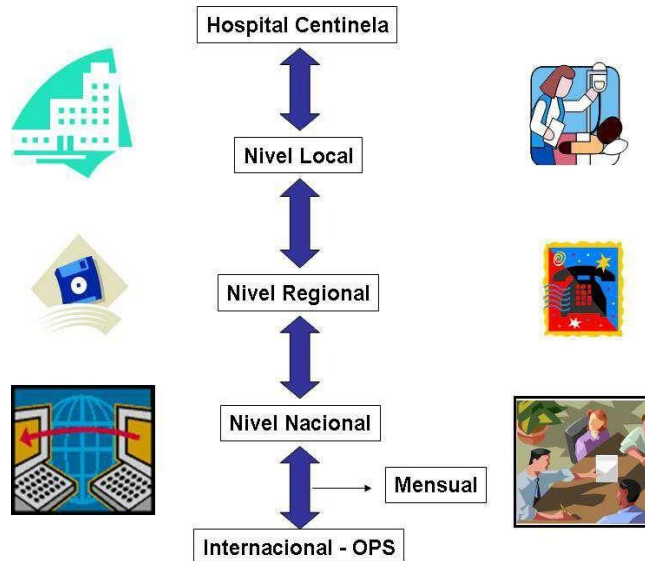 Hospital Centinela
Nivel Local
Nivel Regional
Nivel Nacional
Mensual
Internacional - OPS